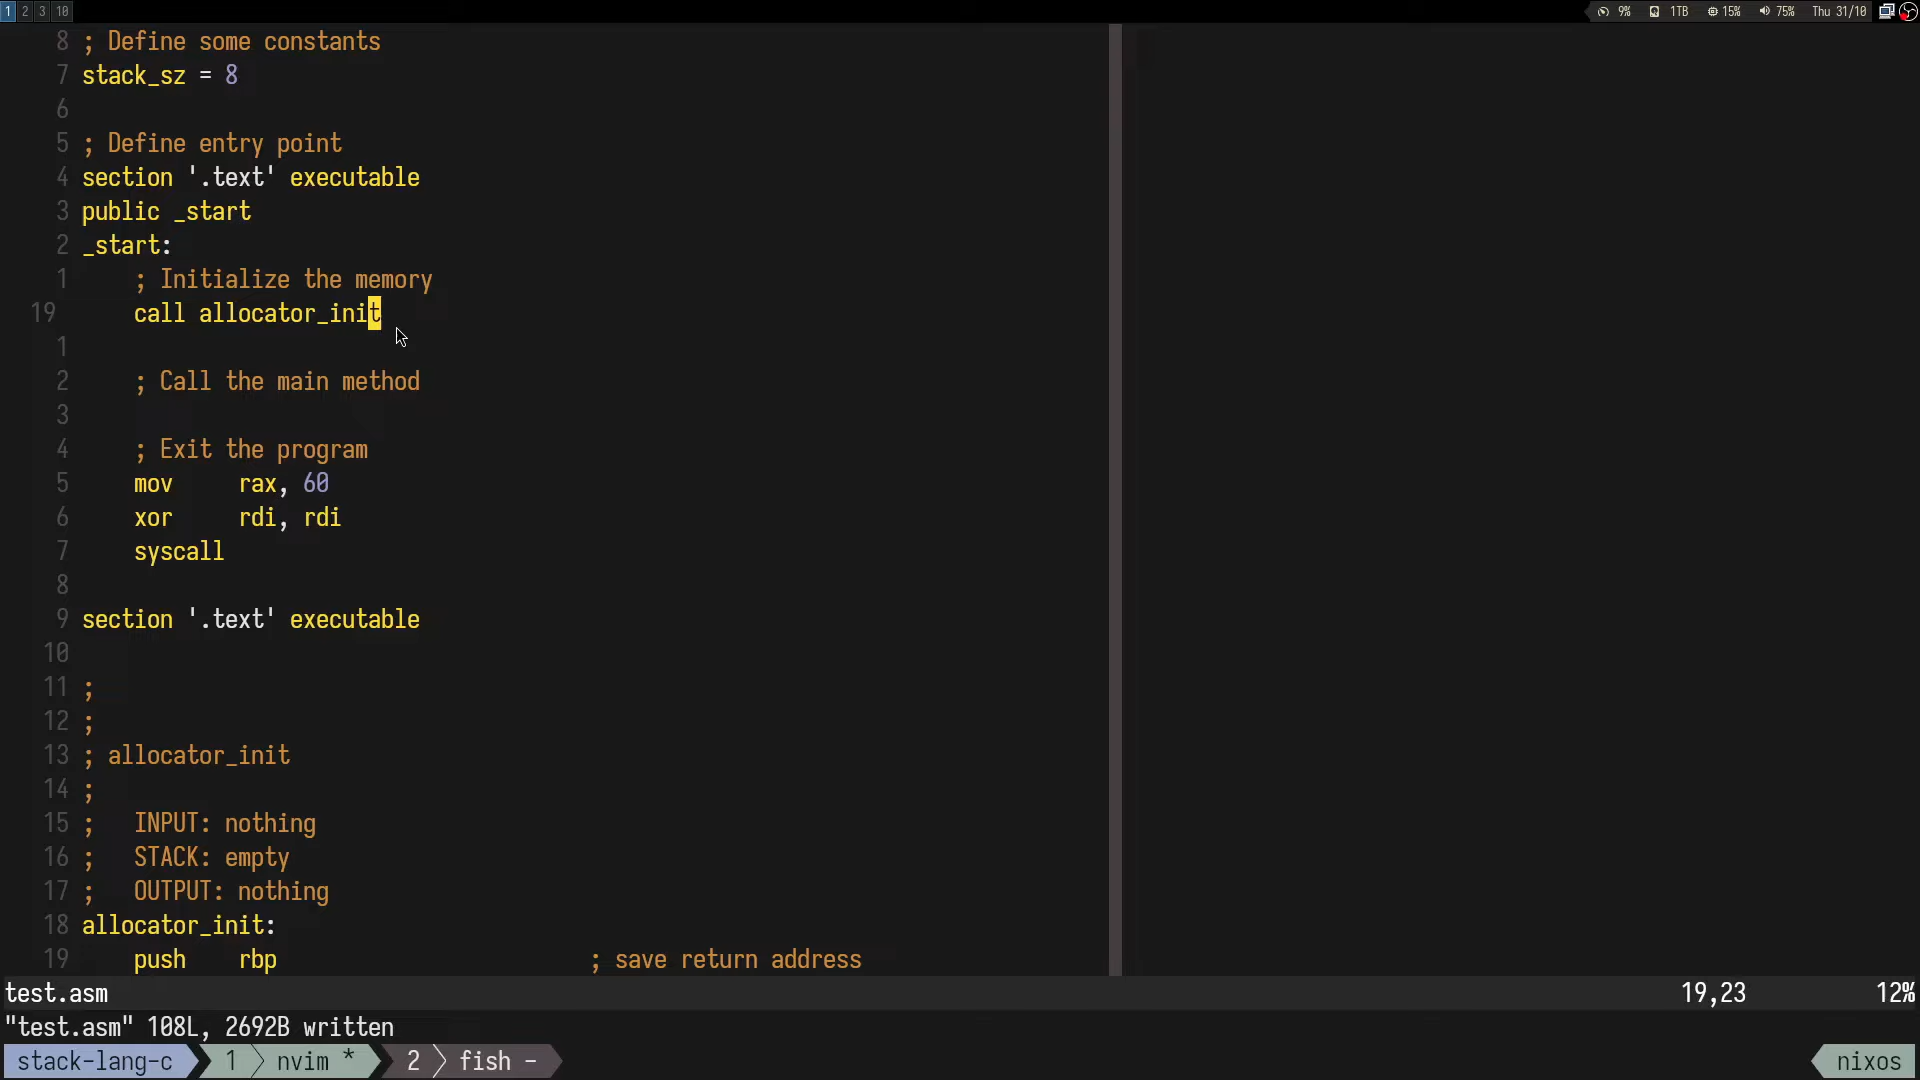 1 2 3 10 9% 1TB 15% 75% Thu 31/10
8 ; Define some constants
7 stack_sz = 8
6
5 ; Define entry point
4 section '.text' executable
3 public _start
2 _start:
1 ; Initialize the memory
19 call allocator_init
1
2 ; Call the main method
3
4 ; Exit the program
5 mov rax, 60
6 xor rdi, rdi
7 syscall
8
9 section '.text' executable
10
11 ;
12 ;
13 ; allocator_init
14 ;
15 ; INPUT: nothing
16 ; STACK: empty
17 ; OUTPUT: nothing
18 allocator_init:
19 push rbp ; save return address
test.asm 19,23 12%
"test.asm" 108L, 2692B written
stack-lang-c 1 nvim * 2 fish - nixos